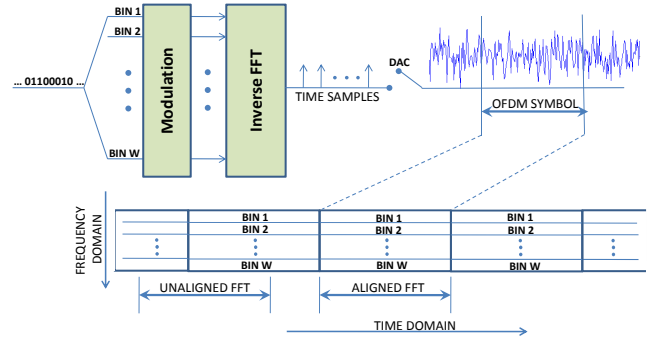 BIN 1
BIN 2
... 01100010 ...
BIN W
Modulation
Inverse FFT
TIME SAMPLES
DAC
OFDM SYMBOL
FREQUENCY
DOMAIN
BIN 1 BIN 1 BIN 1
BIN 2 BIN 2 BIN 2
BIN W BIN W BIN W
UNALIGNED FFT ALIGNED FFT
TIME DOMAIN